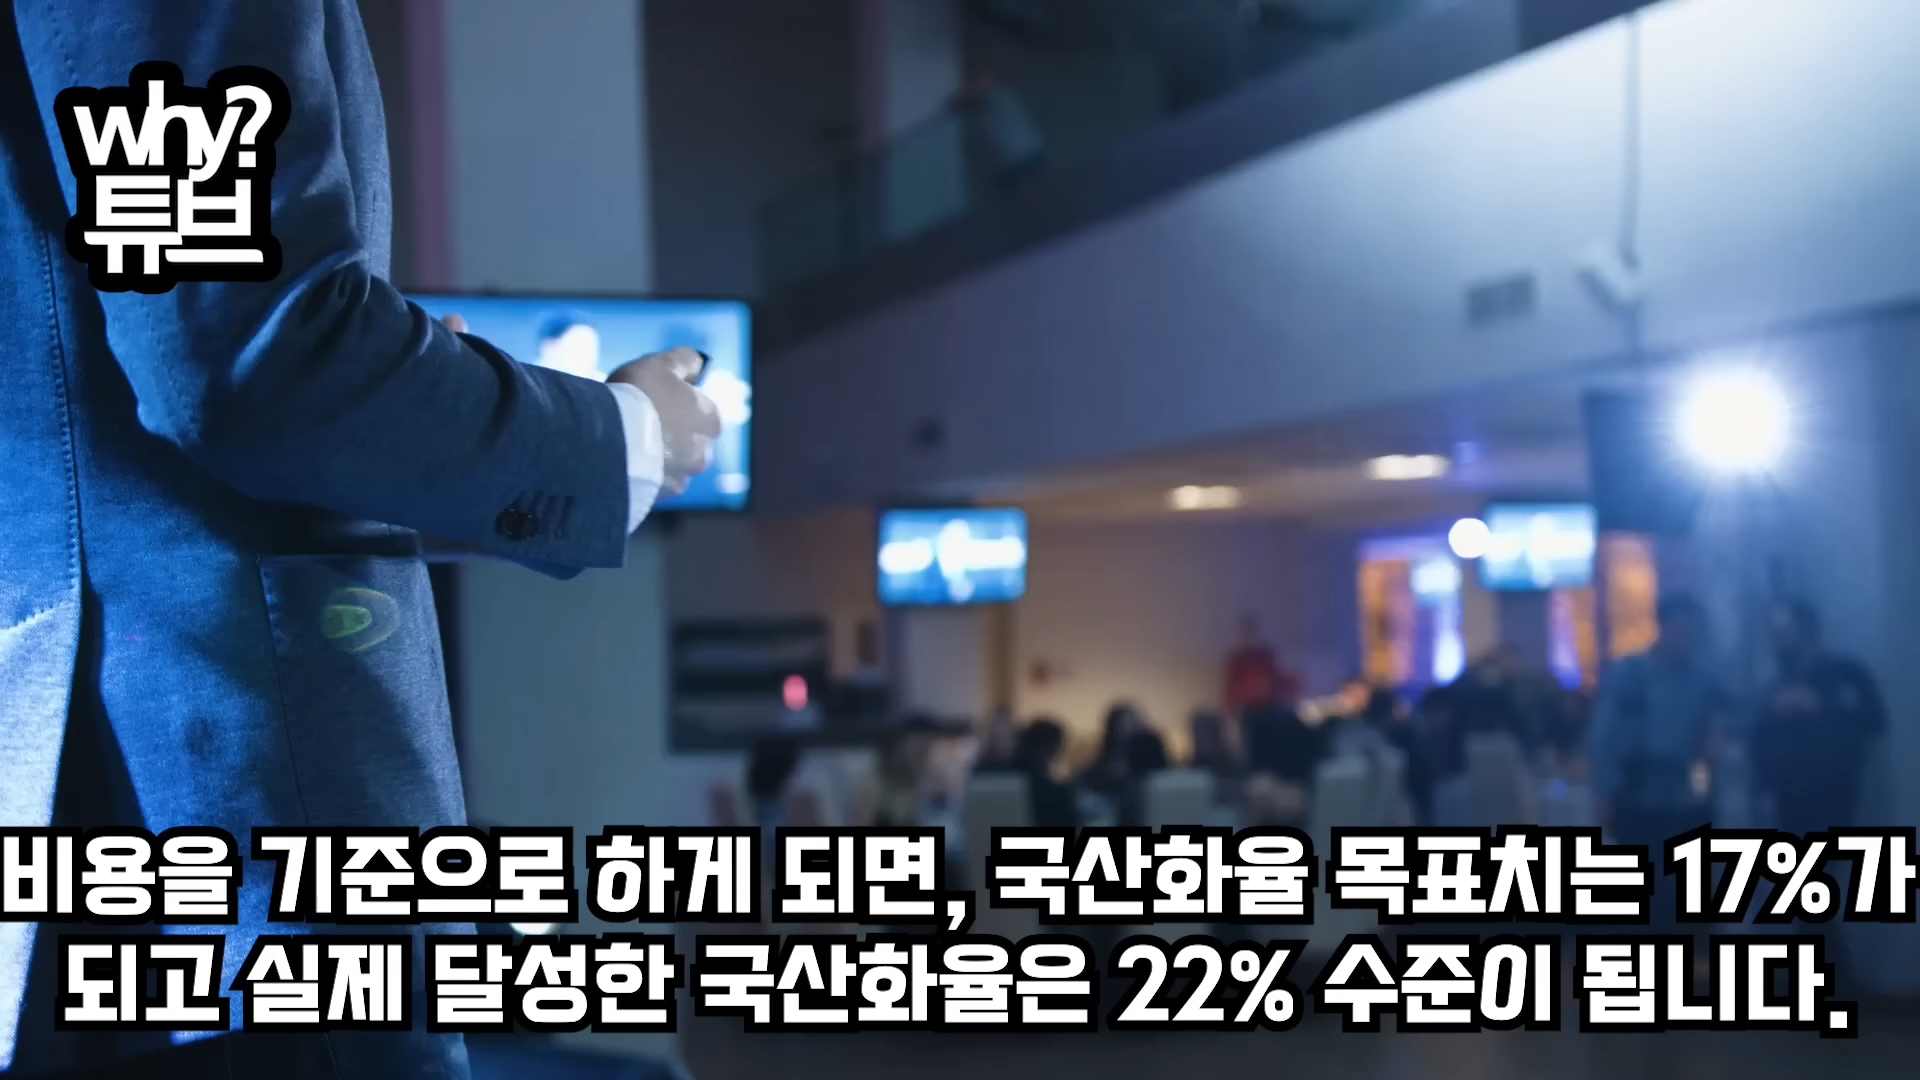 why?
튜브
비용을 기준으로 하게 되면, 국산화율 목표치는 17%가
되고 실제 달성한 국산화율은 22% 수준이 됩니다.